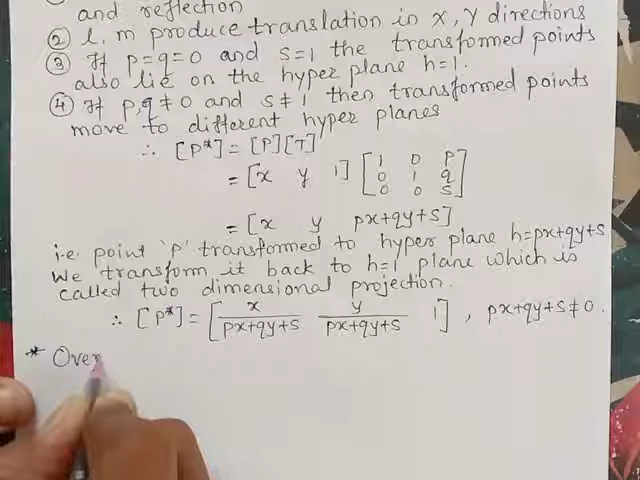 and reflection
② l, m produce translation in x, y directions
③ If p=q=0 and s=1 the transformed points
also lie on the hyper plane h=1.
④ If p,q≠0 and s≠1 then transformed points
move to different hyper planes
∴ [P*] = [P][T]
= [x y 1] [1 0 p
0 1 q
0 0 s]
= [x y px+qy+s]
i.e. point 'p' transformed to hyper plane h=px+qy+s
We transform it back to h=1 plane which is
called two dimensional projection.
∴ [P*] = [x/px+qy+s y/px+qy+s 1], px+qy+s≠0.
* Over